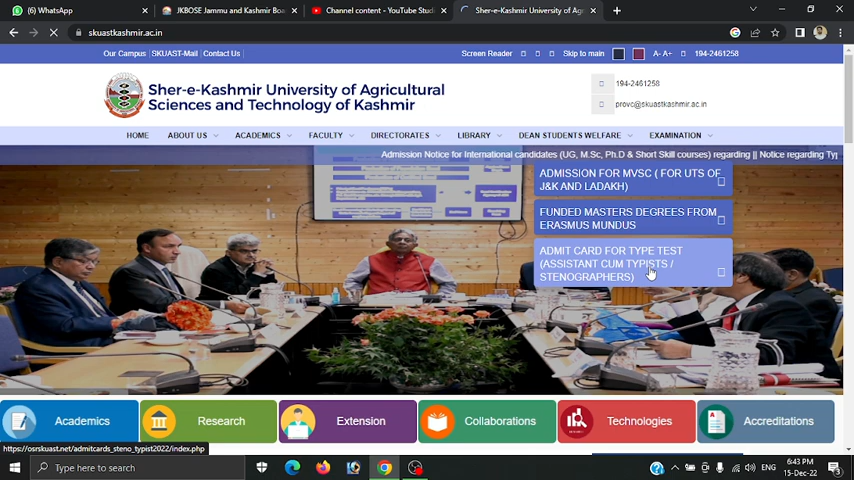 (6) WhatsApp
JKBOSE Jammu and Kashmir Boa
Channel content - YouTube Studi
Sher-e-Kashmir University of Agri
skuastkashmir.ac.in
Our Campus SKUAST-Mail Contact Us
Screen Reader Skip to main A- A+ 194-2461258
Sher-e-Kashmir University of Agricultural
Sciences and Technology of Kashmir
194-2461258
provc@skuastkashmir.ac.in
HOME ABOUT US ACADEMICS FACULTY DIRECTORATES LIBRARY DEAN STUDENTS WELFARE EXAMINATION
Admission Notice for International candidates (UG, M.Sc, Ph.D & Short Skill courses) regarding || Notice regarding Typ
ADMISSION FOR MVSC ( FOR UTS OF
J&K AND LADAKH)
FUNDED MASTERS DEGREES FROM
ERASMUS MUNDUS
ADMIT CARD FOR TYPE TEST
(ASSISTANT CUM TYPISTS /
STENOGRAPHERS)
Academics
Research
Extension
Collaborations
Technologies
Accreditations
https://osrskuast.net/admitcards_steno_typist2022/index.php
Type here to search
ENG
6:43 PM
15-Dec-22
3